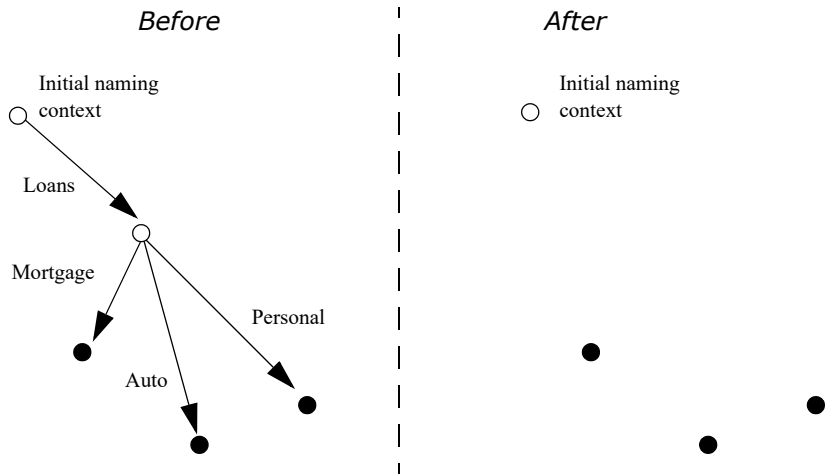 Before
Initial naming
context
Loans
Mortgage
Personal
Auto
After
Initial naming
context